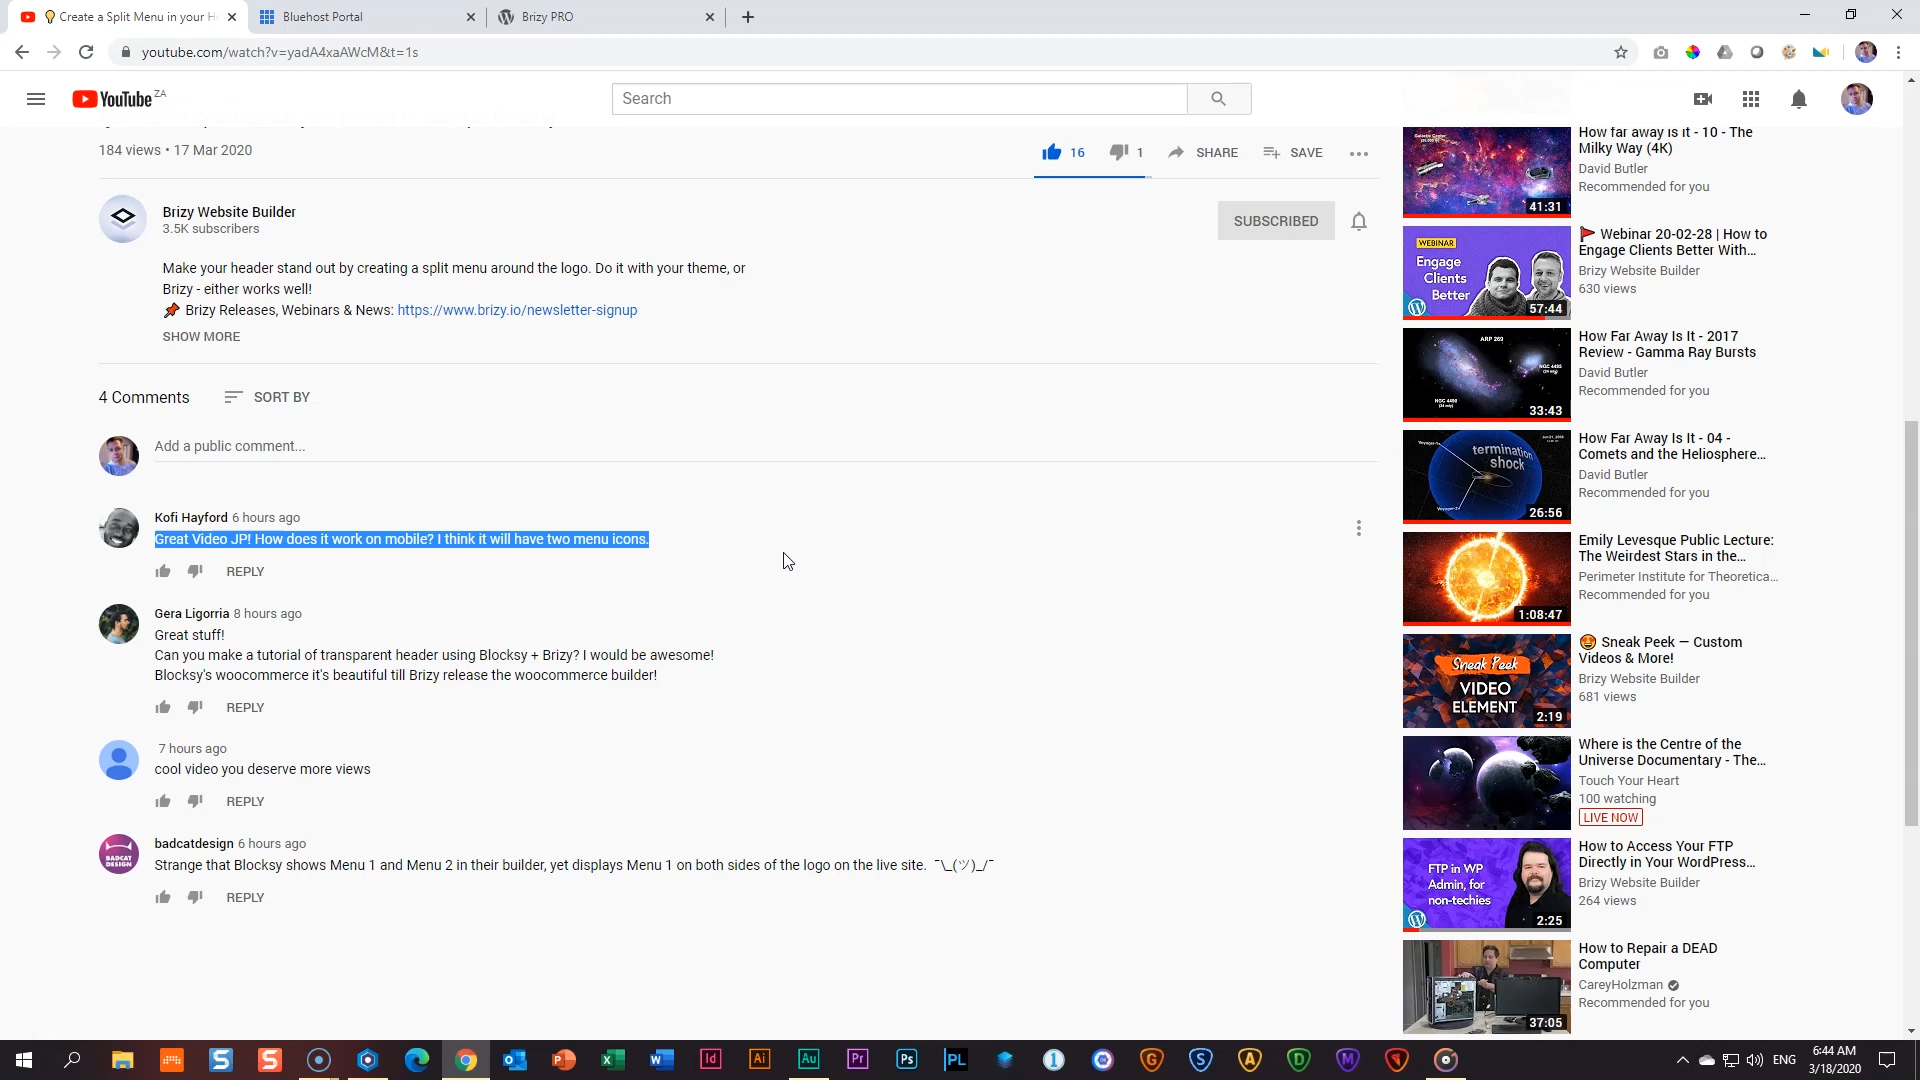 Create a Split Menu in your H
Bluehost Portal
Brizy PRO
youtube.com/watch?v=yadA4xaAWcM&t=1s
YouTube ZA
Search
184 views • 17 Mar 2020
16
1
SHARE
SAVE
Brizy Website Builder
3.5K subscribers
SUBSCRIBED
Make your header stand out by creating a split menu around the logo. Do it with your theme, or
Brizy - either works well!
📌 Brizy Releases, Webinars & News: https://www.brizy.io/newsletter-signup
SHOW MORE
4 Comments
SORT BY
Add a public comment...
Kofi Hayford 6 hours ago
Great Video JP! How does it work on mobile? I think it will have two menu icons.
REPLY
Gera Ligorria 8 hours ago
Great stuff!
Can you make a tutorial of transparent header using Blocksy + Brizy? I would be awesome!
Blocksy's woocommerce it's beautiful till Brizy release the woocommerce builder!
REPLY
7 hours ago
cool video you deserve more views
REPLY
BADCAT
DESIGN
badcatdesign 6 hours ago
Strange that Blocksy shows Menu 1 and Menu 2 in their builder, yet displays Menu 1 on both sides of the logo on the live site. ¯\_(ツ)_/¯
REPLY
41:31
How far away is it - 10 - The
Milky Way (4K)
David Butler
Recommended for you
WEBINAR
Engage
Clients
Better
57:44
🚩 Webinar 20-02-28 | How to
Engage Clients Better With...
Brizy Website Builder
630 views
ARP 269
33:43
How Far Away Is It - 2017
Review - Gamma Ray Bursts
David Butler
Recommended for you
termination
shock
26:56
How Far Away Is It - 04 -
Comets and the Heliosphere...
David Butler
Recommended for you
1:08:47
Emily Levesque Public Lecture:
The Weirdest Stars in the...
Perimeter Institute for Theoretica...
Recommended for you
Sneak Peek
VIDEO
ELEMENT
2:19
🤩 Sneak Peek — Custom
Videos & More!
Brizy Website Builder
681 views
Where is the Centre of the
Universe Documentary - The...
Touch Your Heart
100 watching
LIVE NOW
FTP in WP
Admin, for
non-techies
2:25
How to Access Your FTP
Directly in Your WordPress...
Brizy Website Builder
264 views
37:05
How to Repair a DEAD
Computer
CareyHolzman
Recommended for you
ENG
6:44 AM
3/18/2020